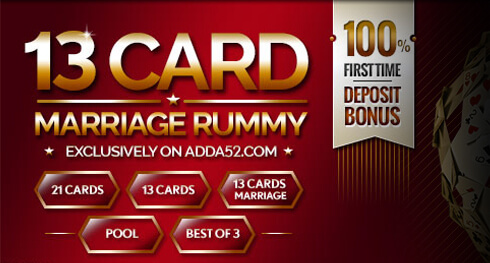 13 CARD
MARRIAGE RUMMY
EXCLUSIVELY ON ADDA52.COM
21 CARDS
13 CARDS
13 CARDS
MARRIAGE
POOL
BEST OF 3
100%
FIRST TIME
DEPOSIT
BONUS